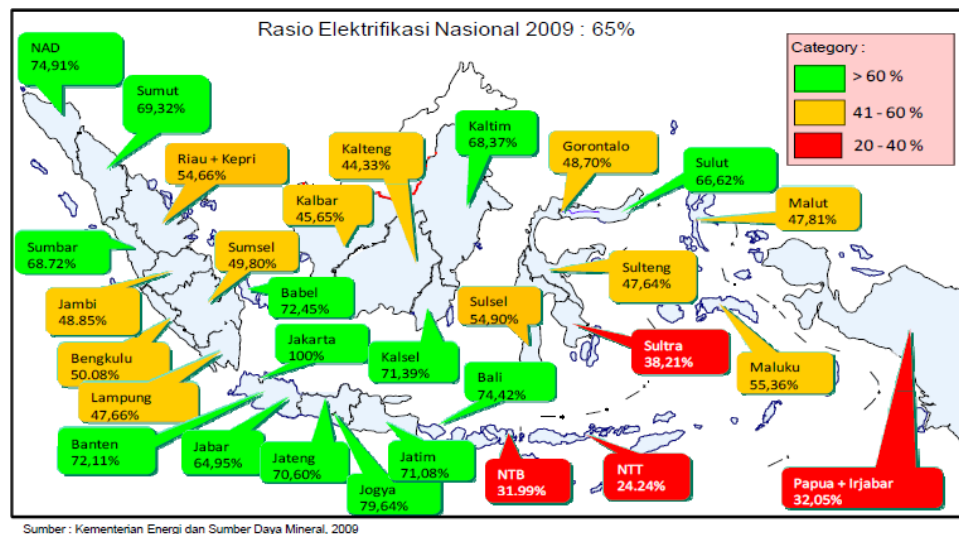 Rasio Elektrifikasi Nasional 2009 : 65%
Category :
> 60 %
41 - 60 %
20 - 40 %
NAD
74,91%
Sumut
69,32%
Riau + Kepri
54,66%
Kalteng
44,33%
Kaltim
68,37%
Gorontalo
48,70%
Sulut
66,62%
Malut
47,81%
Kalbar
45,65%
Sumbar
68.72%
Sumsel
49,80%
Sulteng
47,64%
Jambi
48.85%
Babel
72,45%
Sulsel
54,90%
Bengkulu
50.08%
Jakarta
100%
Kalsel
71,39%
Sultra
38,21%
Maluku
55,36%
Lampung
47,66%
Bali
74,42%
Banten
72,11%
Jabar
64,95%
Jateng
70,60%
Jatim
71,08%
Jogya
79,64%
NTB
31.99%
NTT
24.24%
Papua + Irjabar
32,05%
Sumber : Kementerian Energi dan Sumber Daya Mineral, 2009